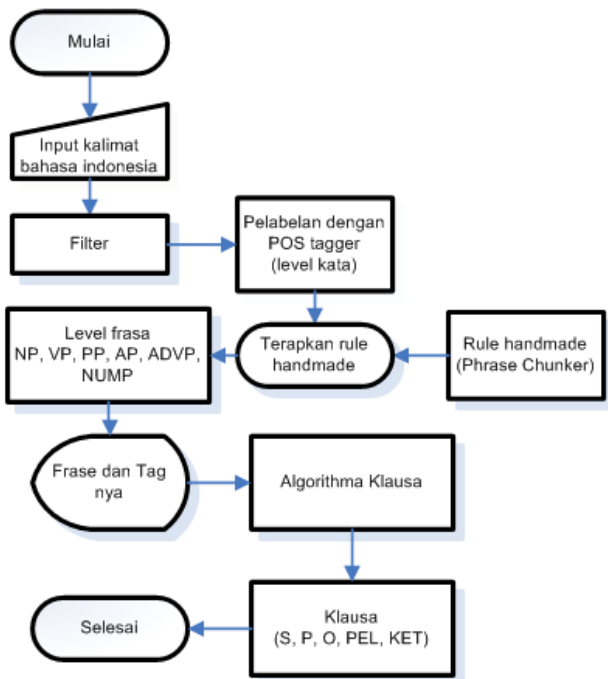 Mulai
Input kalimat
bahasa indonesia
Filter
Pelabelan dengan
POS tagger
(level kata)
Level frasa
NP, VP, PP, AP, ADVP,
NUMP
Terapkan rule
handmade
Rule handmade
(Phrase Chunker)
Frase dan Tag
nya
Algorithma Klausa
Selesai
Klausa
(S, P, O, PEL, KET)